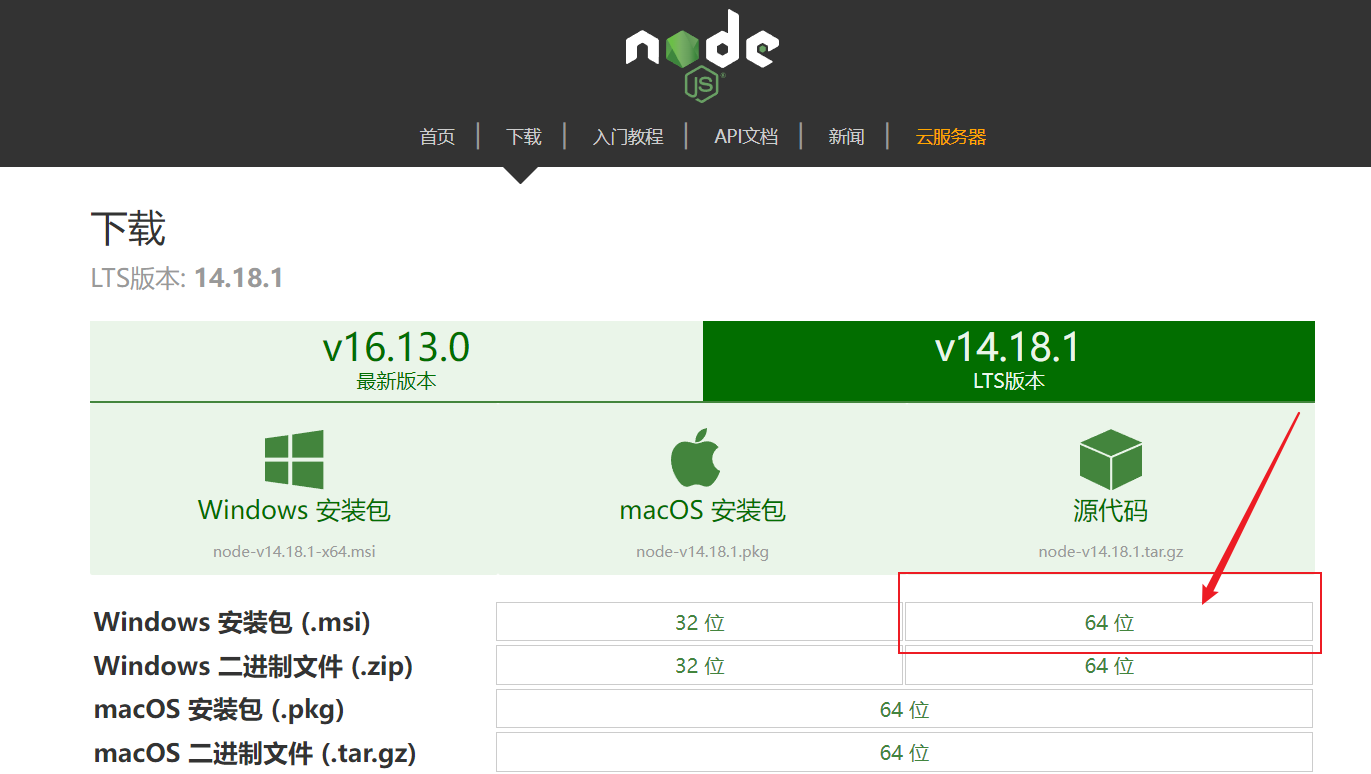 node
JS
首页 | 下载 | 入门教程 | API文档 | 新闻 | 云服务器
下载
LTS版本: 14.18.1
v16.13.0 v14.18.1
最新版本 LTS版本
Windows 安装包 macOS 安装包 源代码
node-v14.18.1-x64.msi node-v14.18.1.pkg node-v14.18.1.tar.gz
Windows 安装包 (.msi) 32 位 64 位
Windows 二进制文件 (.zip) 32 位 64 位
macOS 安装包 (.pkg) 64 位
macOS 二进制文件 (.tar.gz) 64 位